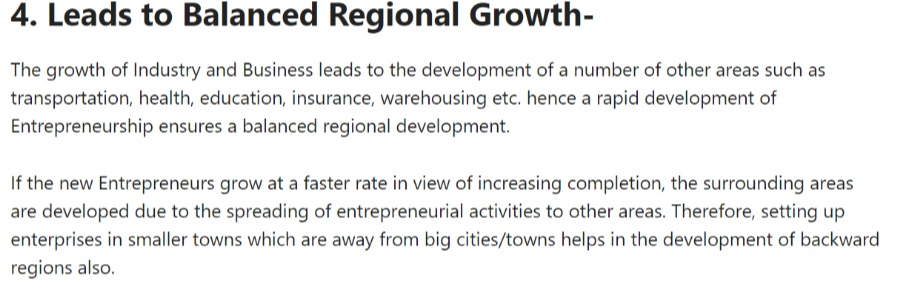 4. Leads to Balanced Regional Growth-
The growth of Industry and Business leads to the development of a number of other areas such as
transportation, health, education, insurance, warehousing etc. hence a rapid development of
Entrepreneurship ensures a balanced regional development.
If the new Entrepreneurs grow at a faster rate in view of increasing completion, the surrounding areas
are developed due to the spreading of entrepreneurial activities to other areas. Therefore, setting up
enterprises in smaller towns which are away from big cities/towns helps in the development of backward
regions also.